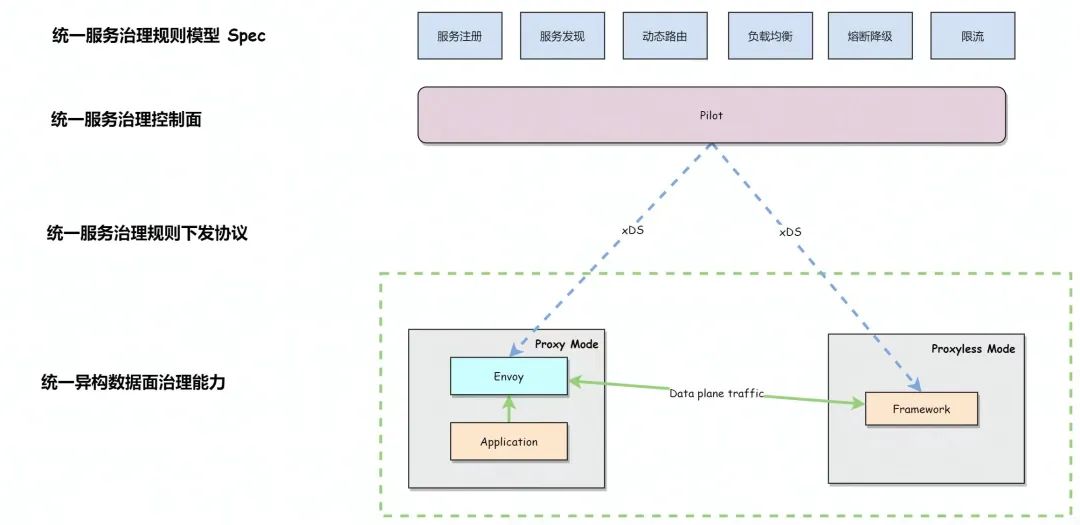 统一服务治理规则模型 Spec
服务注册
服务发现
动态路由
负载均衡
熔断降级
限流
统一服务治理控制面
Pilot
统一服务治理规则下发协议
xDS
xDS
统一异构数据面治理能力
Proxy Mode
Envoy
Application
Data plane traffic
Proxyless Mode
Framework